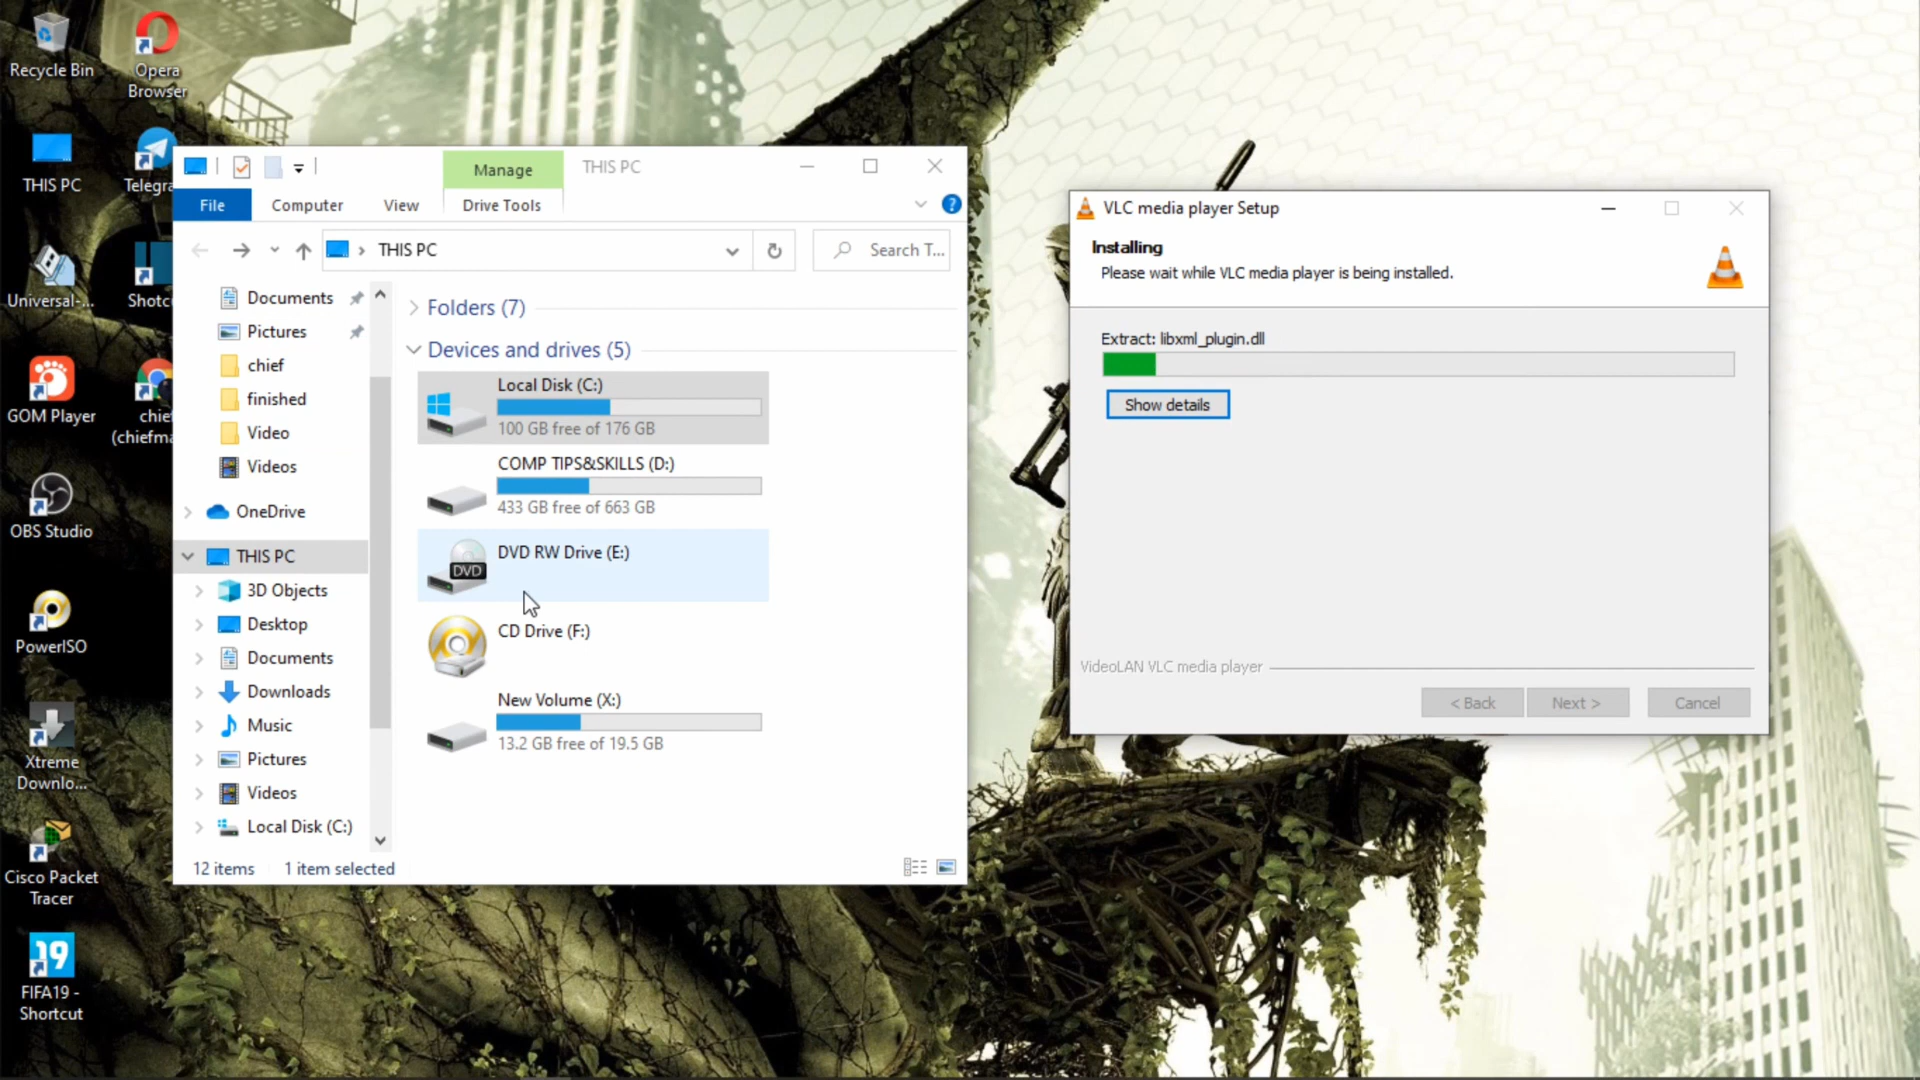 Recycle Bin
Opera
Browser
THIS PC
Telegra
Universal-...
Shotcu
GOM Player
chief
(chiefma
OBS Studio
PowerISO
Xtreme
Downlo...
Cisco Packet
Tracer
19
FIFA19 -
Shortcut
Manage
THIS PC
File
Computer
View
Drive Tools
?
THIS PC
Search T...
Documents
Pictures
chief
finished
Video
Videos
OneDrive
THIS PC
3D Objects
Desktop
Documents
Downloads
Music
Pictures
Videos
Local Disk (C:)
Folders (7)
Devices and drives (5)
Local Disk (C:)
100 GB free of 176 GB
COMP TIPS&SKILLS (D:)
433 GB free of 663 GB
DVD RW Drive (E:)
DVD
CD Drive (F:)
New Volume (X:)
13.2 GB free of 19.5 GB
12 items
1 item selected
VLC media player Setup
Installing
Please wait while VLC media player is being installed.
Extract: libxml_plugin.dll
Show details
VideoLAN VLC media player
< Back
Next >
Cancel